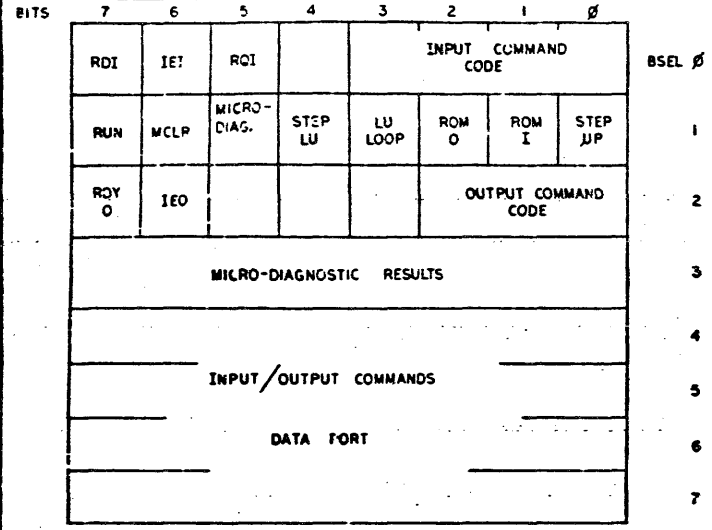 BITS 7 6 5 4 3 2 1 Ø
RDI IEI RQI INPUT COMMAND CODE BSEL Ø
RUN MCLR MICRO-DIAG. STEP LU LU LOOP ROM O ROM I STEP µP 1
RDY O IEO OUTPUT COMMAND CODE 2
MICRO-DIAGNOSTIC RESULTS 3
4
INPUT/OUTPUT COMMANDS 5
DATA PORT 6
7